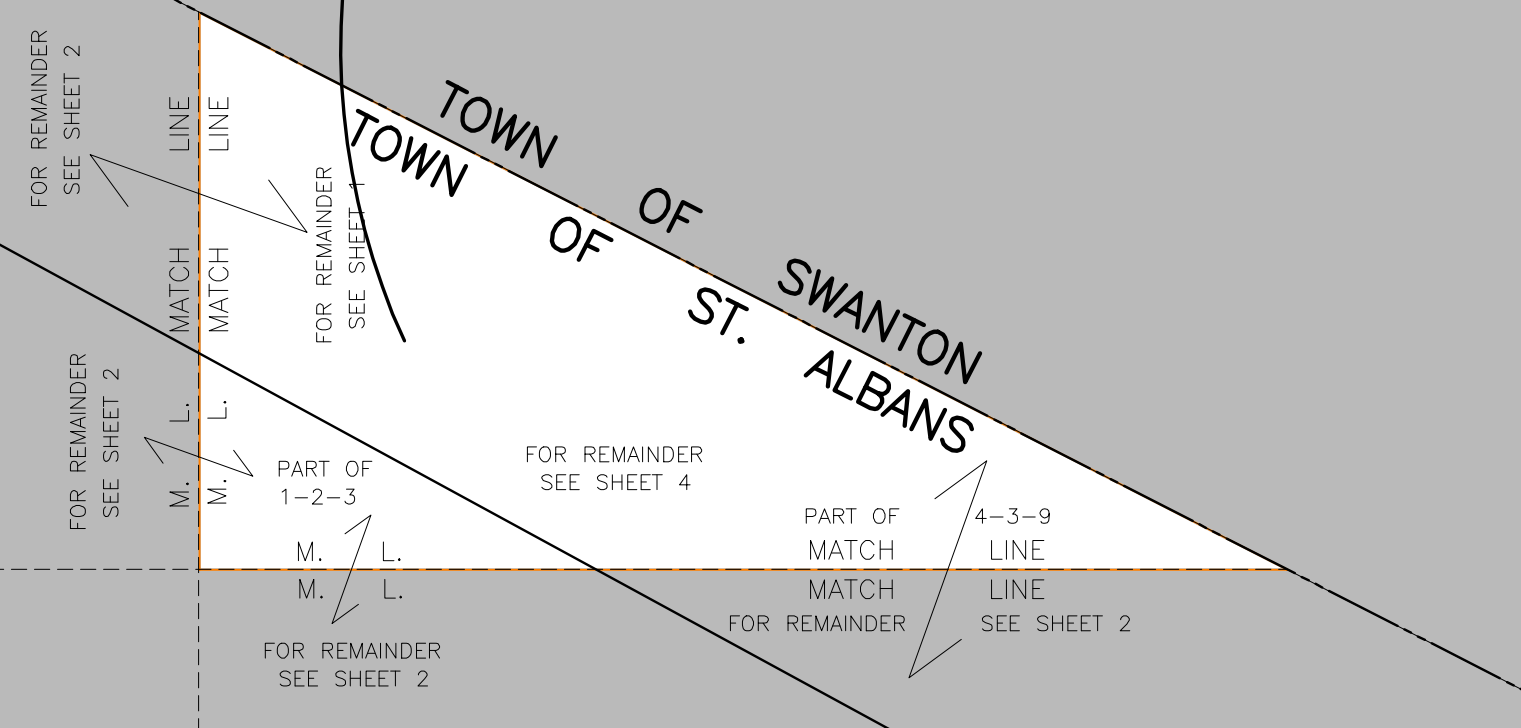 FOR REMAINDER
SEE SHEET 2
MATCH LINE
MATCH LINE
FOR REMAINDER
SEE SHEET
TOWN OF SWANTON
TOWN OF ST. ALBANS
FOR REMAINDER
SEE SHEET 2
M. L.
M. L.
PART OF
1-2-3
FOR REMAINDER
SEE SHEET 4
PART OF 4-3-9
M. L.
MATCH LINE
M. L.
MATCH LINE
FOR REMAINDER SEE SHEET 2
FOR REMAINDER
SEE SHEET 2